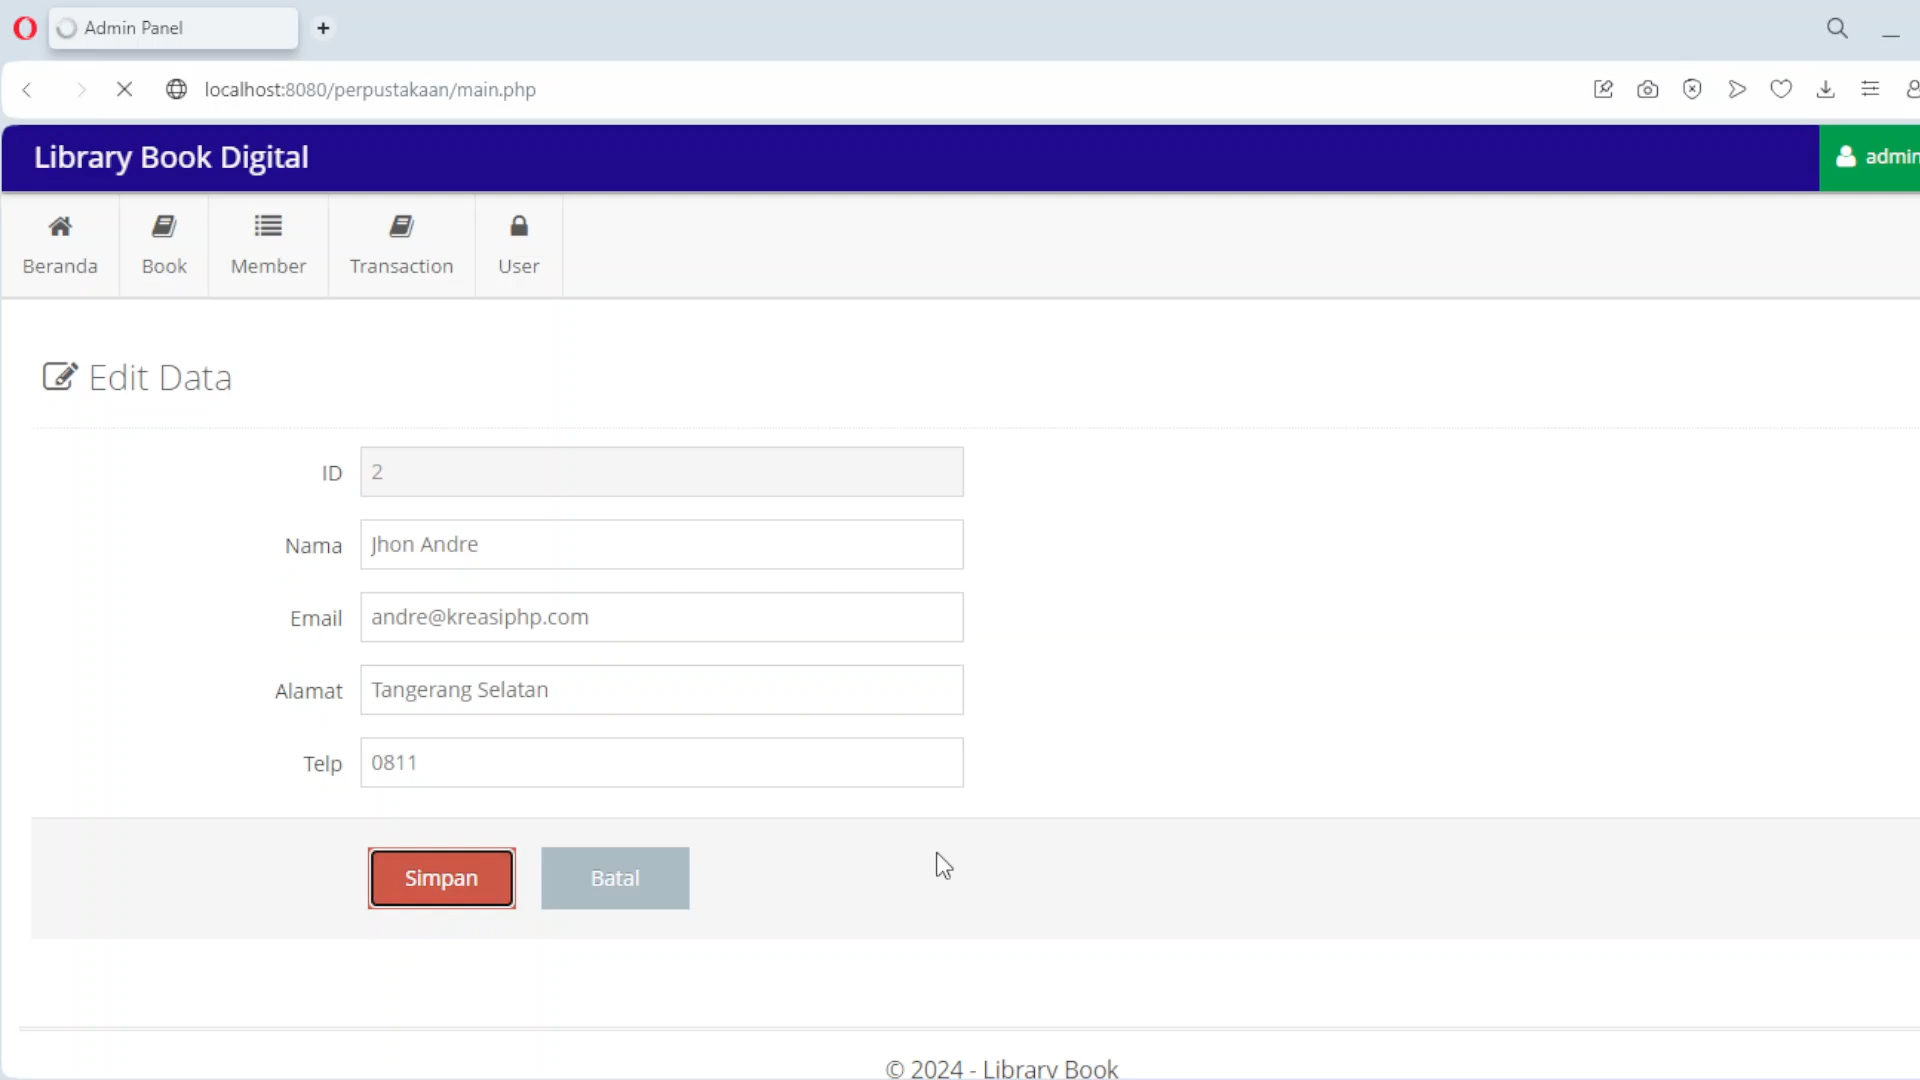 Admin Panel
localhost:8080/perpustakaan/main.php
Library Book Digital
admin
Beranda
Book
Member
Transaction
User
Edit Data
ID
2
Nama
Jhon Andre
Email
andre@kreasiphp.com
Alamat
Tangerang Selatan
Telp
0811
Simpan
Batal
© 2024 - Library Book